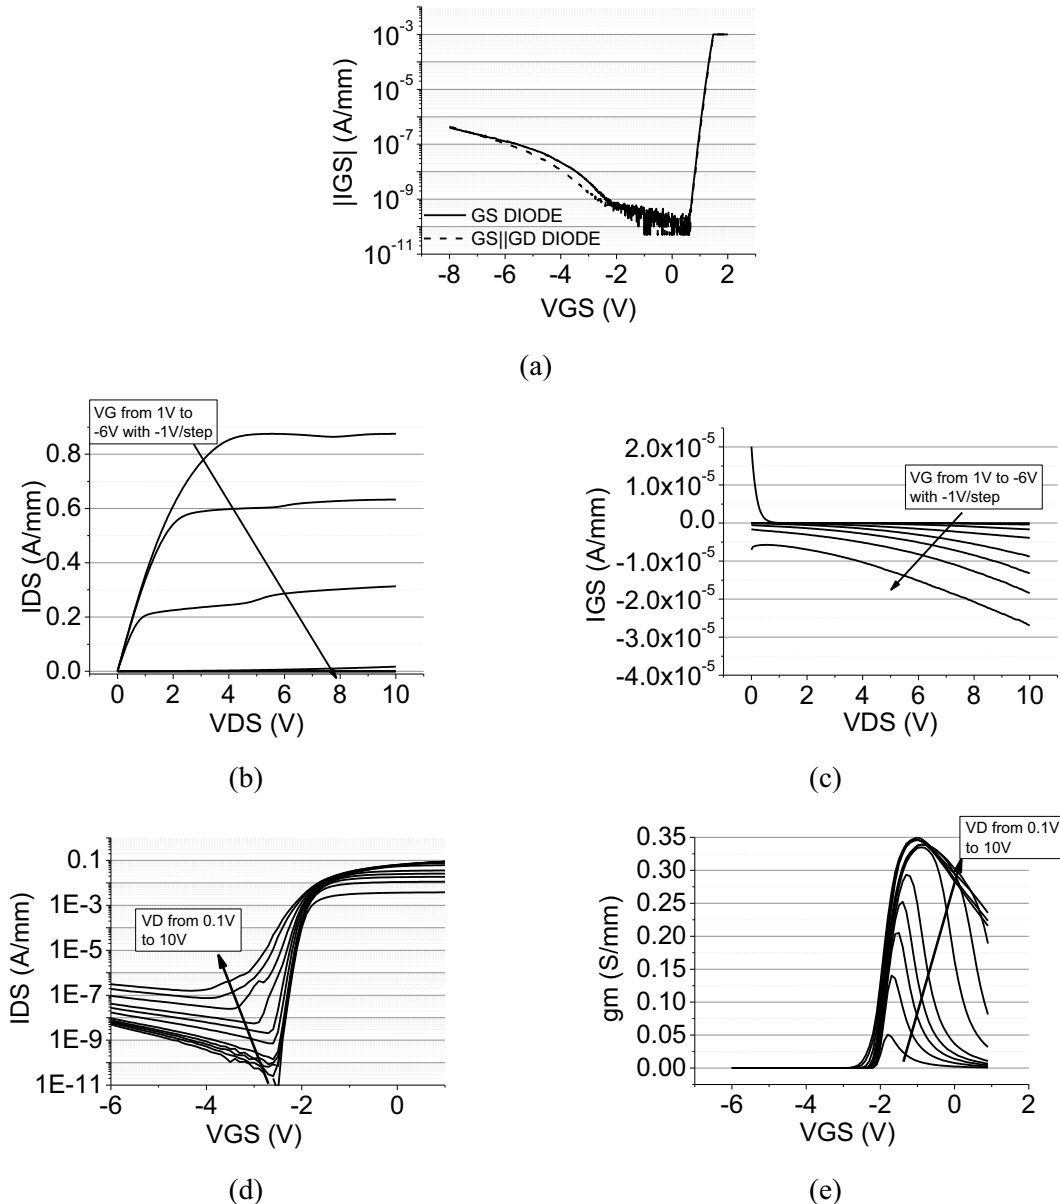 |IGS| (A/mm)
10-3
10-5
10-7
10-9
10-11
GS DIODE
GS||GD DIODE
-8 -6 -4 -2 0 2
VGS (V)
(a)
VG from 1V to
-6V with -1V/step
IDS (A/mm)
0.8
0.6
0.4
0.2
0.0
0 2 4 6 8 10
VDS (V)
(b)
IGS (A/mm)
2.0x10-5
1.0x10-5
0.0
-1.0x10-5
-2.0x10-5
-3.0x10-5
-4.0x10-5
VG from 1V to -6V
with -1V/step
0 2 4 6 8 10
VDS (V)
(c)
IDS (A/mm)
0.1
1E-3
1E-5
1E-7
1E-9
1E-11
VD from 0.1V
to 10V
-6 -4 -2 0
VGS (V)
(d)
gm (S/mm)
0.35
0.30
0.25
0.20
0.15
0.10
0.05
0.00
VD from 0.1V
to 10V
-6 -4 -2 0 2
VGS (V)
(e)